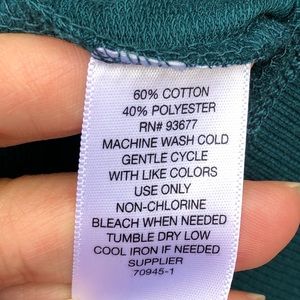 60% COTTON
40% POLYESTER
RN# 93677
MACHINE WASH COLD
GENTLE CYCLE
WITH LIKE COLORS
USE ONLY
NON-CHLORINE
BLEACH WHEN NEEDED
TUMBLE DRY LOW
COOL IRON IF NEEDED
SUPPLIER
70945-1